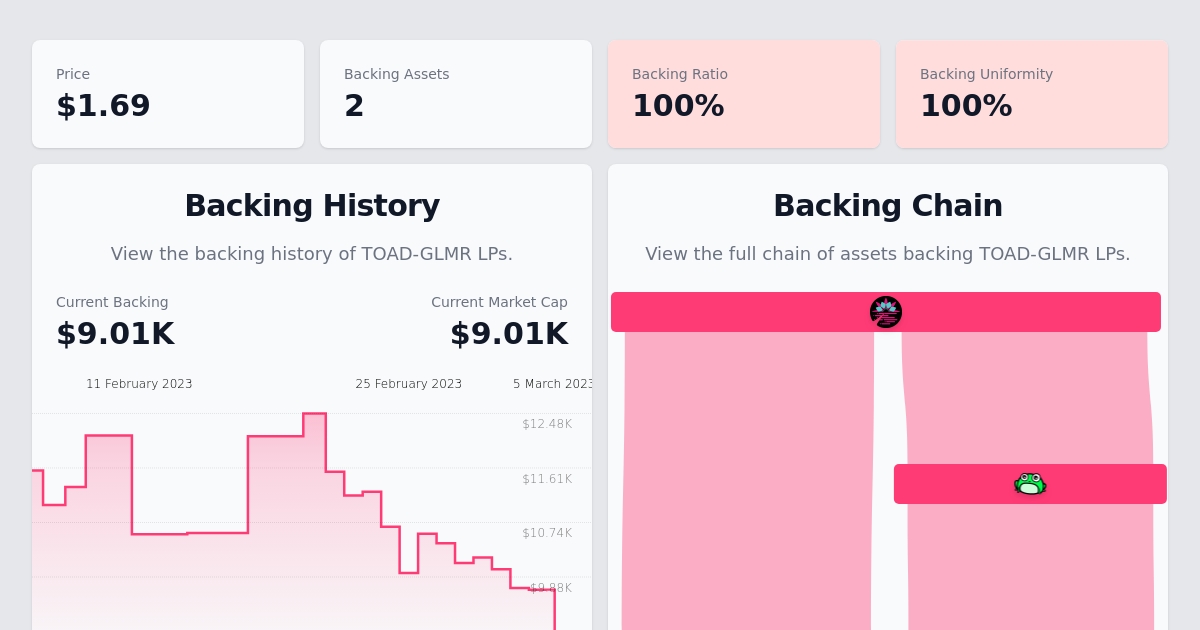 Price
$1.69
Backing Assets
2
Backing Ratio
100%
Backing Uniformity
100%
Backing History
View the backing history of TOAD-GLMR LPs.
Current Backing
$9.01K
Current Market Cap
$9.01K
11 February 2023
25 February 2023
5 March 2023
$12.48K
$11.61K
$10.74K
$9.88K
Backing Chain
View the full chain of assets backing TOAD-GLMR LPs.